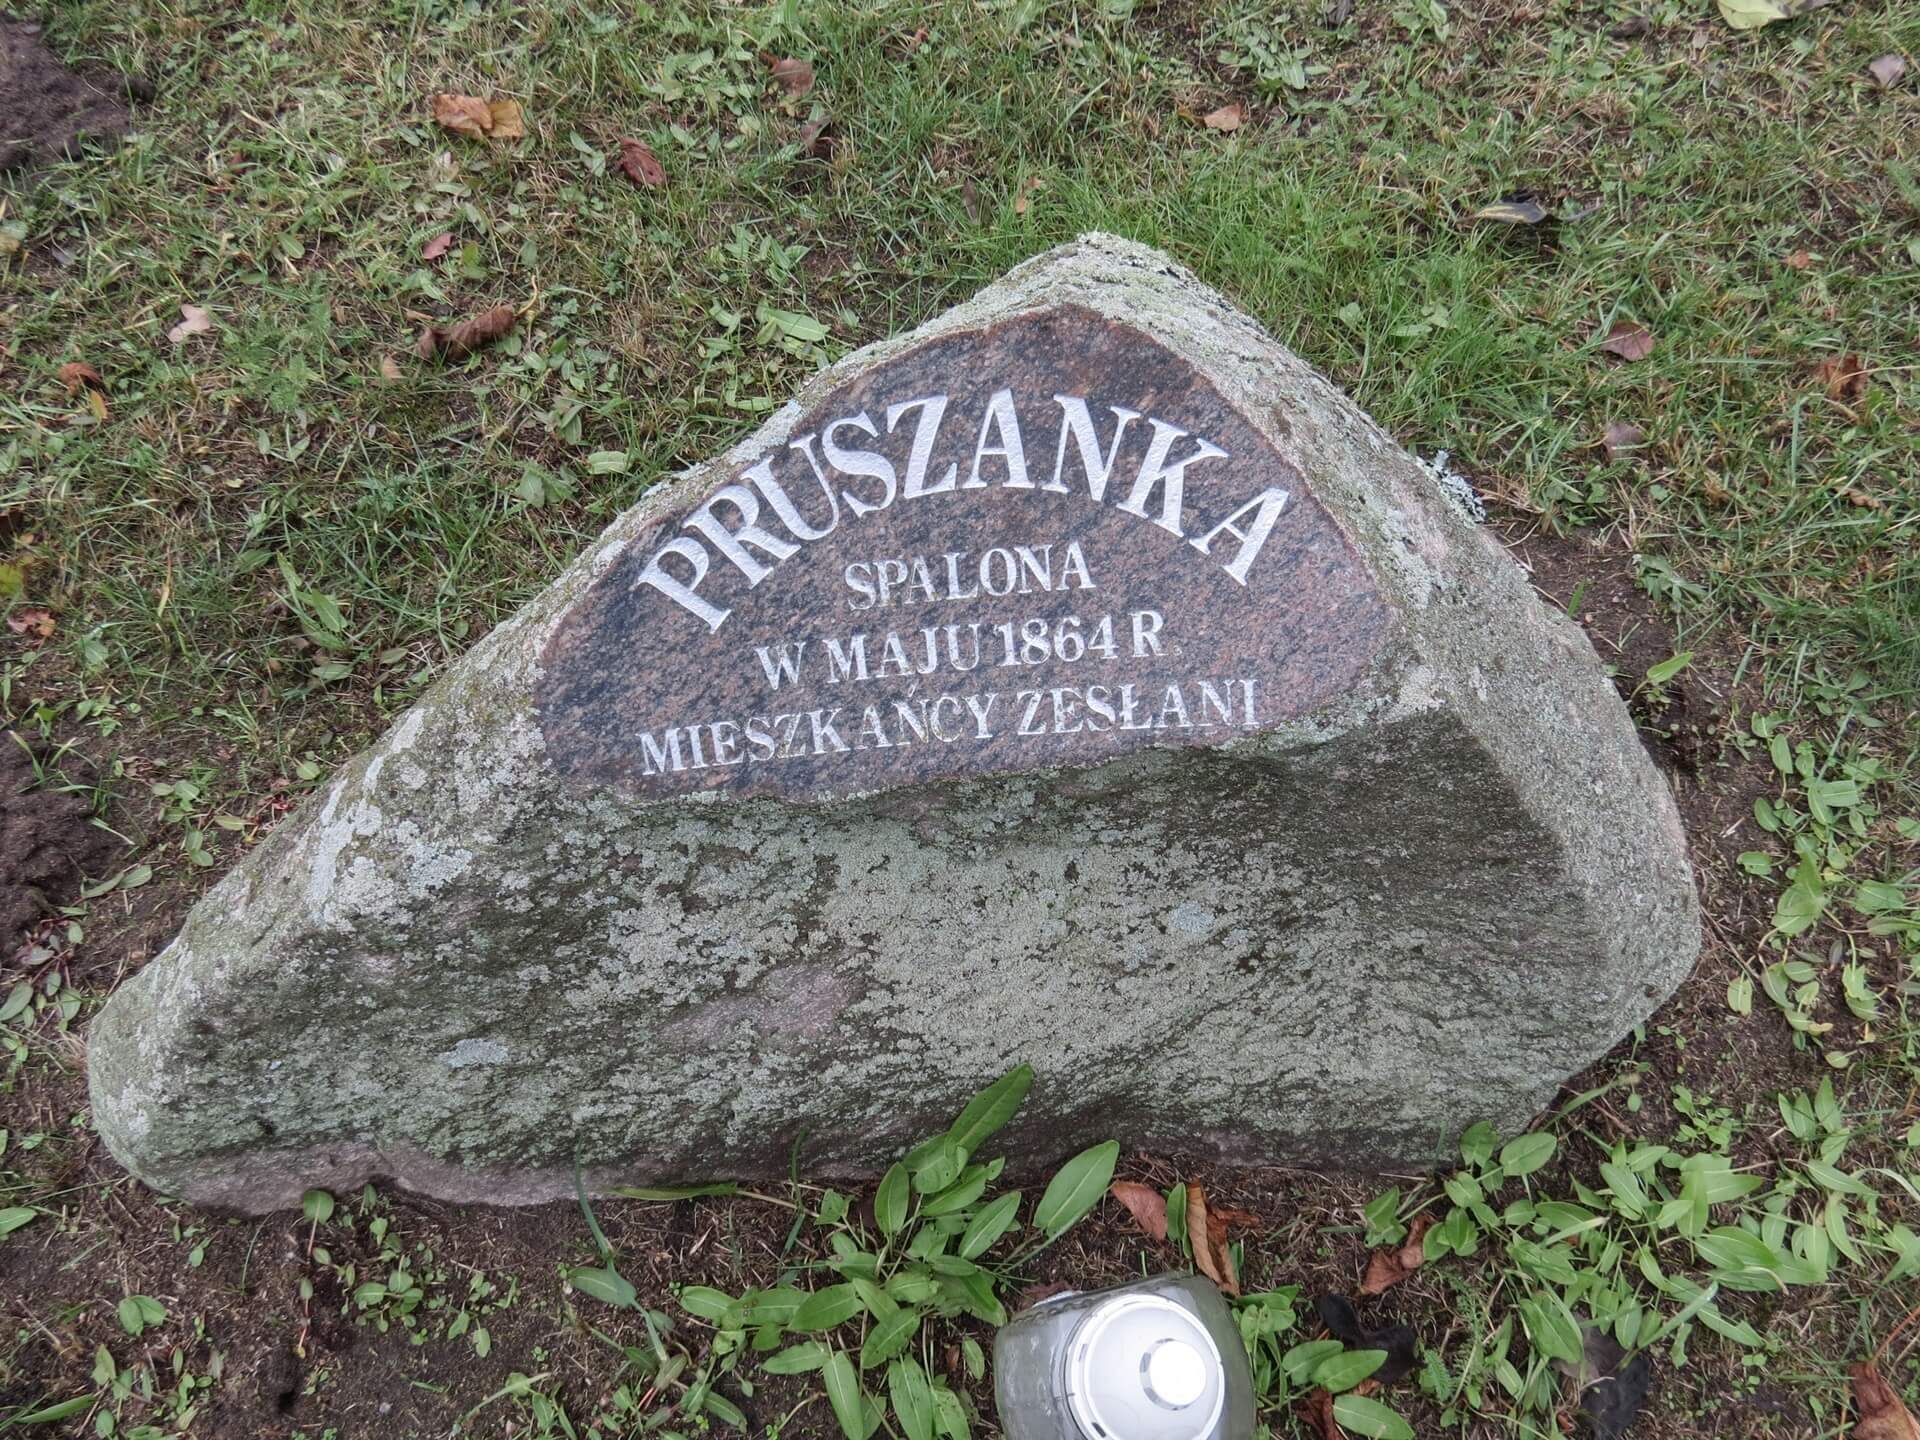 PRUSZANKA
SPALONA
W MAJU 1864 R
MIESZKAŃCY ZESŁANI